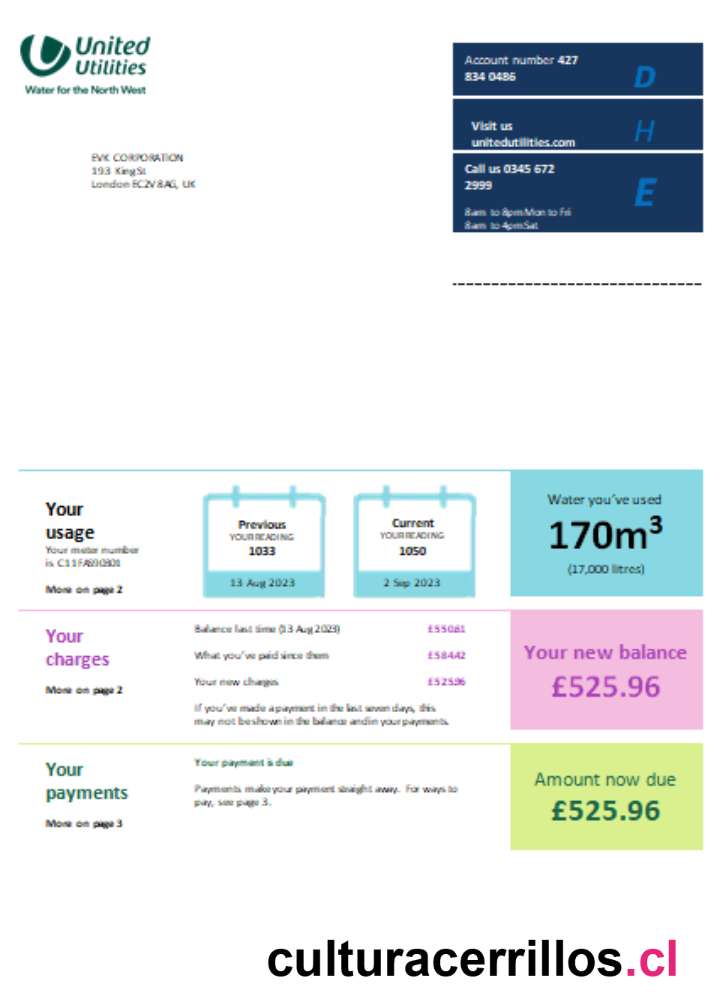 United
Utilities
Water for the North West
Account number 427
834 0486
D
Visit us
unitedutilities.com
H
Call us 0345 672
2999
E
8am to 8pm Mon to Fri
8am to 4pm Sat
EVK CORPORATION
193 King St
London EC2V 8AG, UK
Your
usage
Your meter number
is C11FA890301
More on page 2
Previous
YOUR READING
1033
13 Aug 2023
Current
YOUR READING
1050
2 Sep 2023
Water you've used
170m³
(17,000 litres)
Your
charges
More on page 2
Balance last time (13 Aug 2023) £550.61
What you've paid since then £584.42
Your new charges £525.96
If you've made a payment in the last seven days, this
may not be shown in the balance and in your payments.
Your new balance
£525.96
Your
payments
More on page 3
Your payment is due
Payments make your payment straight away. For ways to
pay, see page 3.
Amount now due
£525.96
culturacerrillos.cl